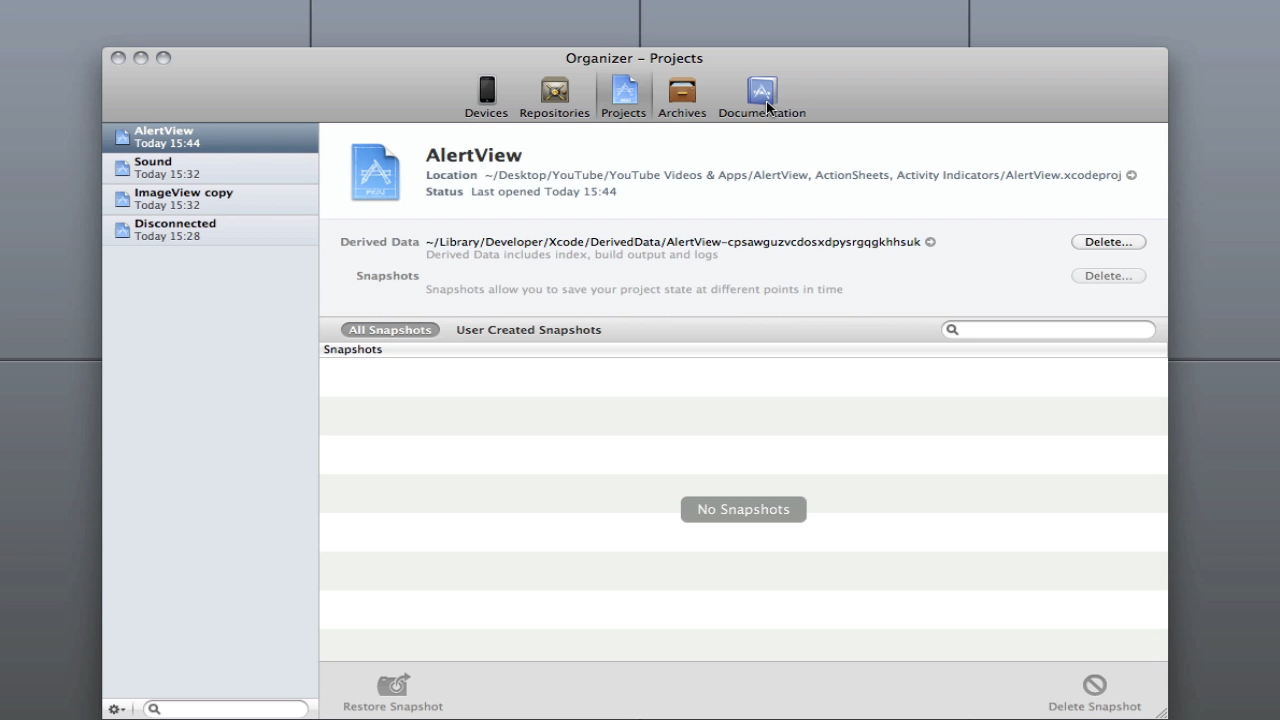 Organizer – Projects
Devices Repositories Projects Archives Documentation
AlertView
Today 15:44
Sound
Today 15:32
ImageView copy
Today 15:32
Disconnected
Today 15:28
AlertView
Location ~/Desktop/YouTube/YouTube Videos & Apps/AlertView, ActionSheets, Activity Indicators/AlertView.xcodeproj
Status Last opened Today 15:44
Derived Data ~/Library/Developer/Xcode/DerivedData/AlertView-cpsawguzvcdosxdpysrgqgkhhsuk Delete...
Derived Data includes index, build output and logs
Snapshots Delete...
Snapshots allow you to save your project state at different points in time
All Snapshots User Created Snapshots
Snapshots
No Snapshots
Restore Snapshot Delete Snapshot